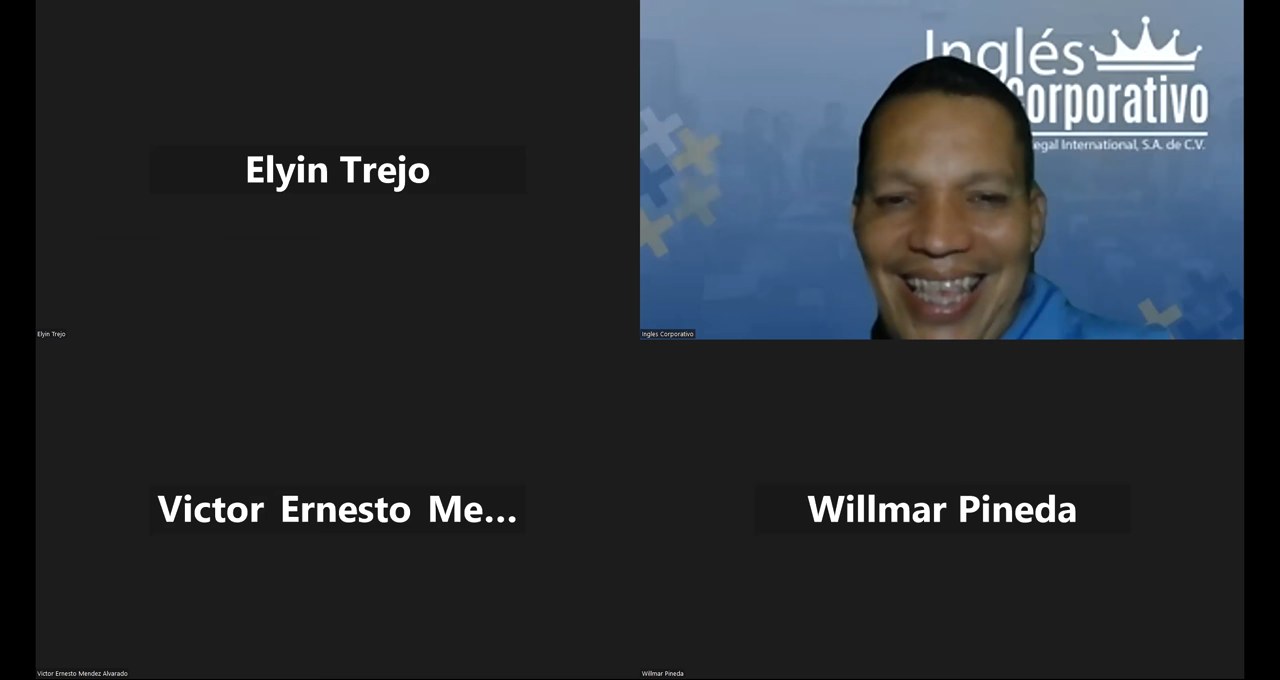 Elyin Trejo
Elyin Trejo
Inglés
Corporativo
egal International, S.A. de C.V.
Ingles Corporativo
Victor Ernesto Me...
Victor Ernesto Mendez Alvarado
Willmar Pineda
Willmar Pineda